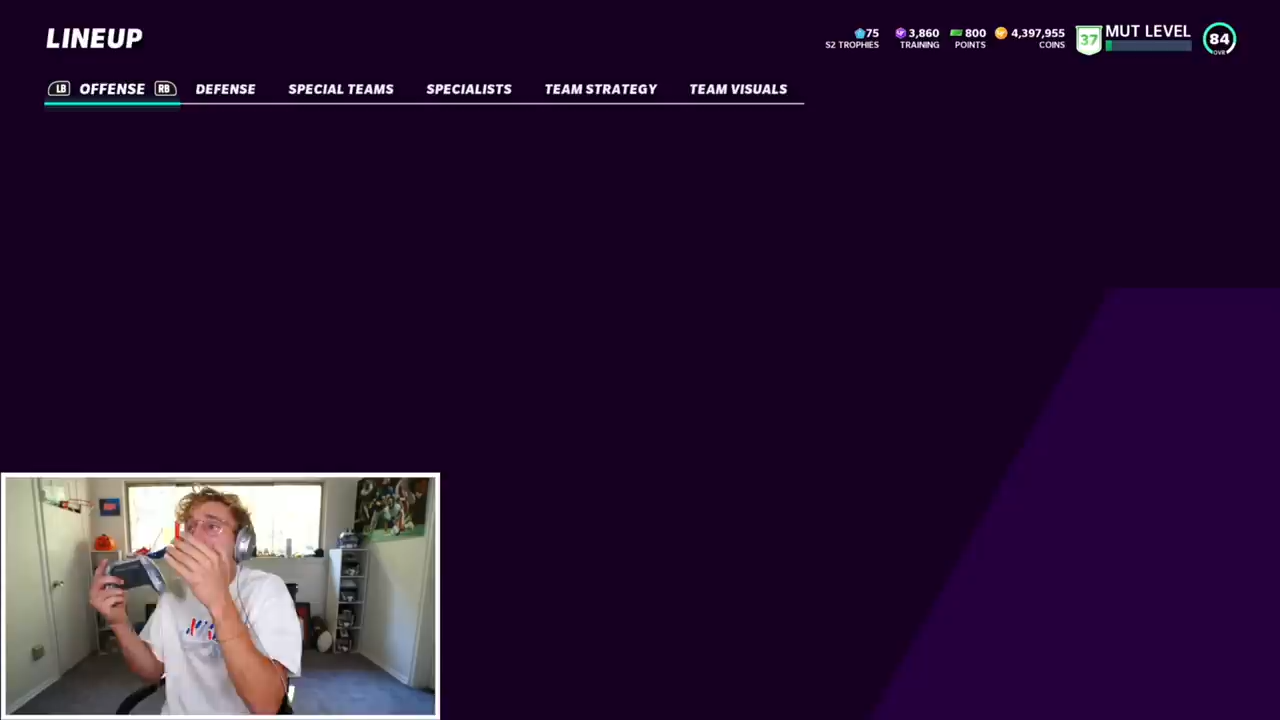 LINEUP
75
S2 TROPHIES
3,860
TRAINING
800
POINTS
4,397,955
COINS
37
MUT LEVEL
84
OVR
LB OFFENSE RB DEFENSE SPECIAL TEAMS SPECIALISTS TEAM STRATEGY TEAM VISUALS